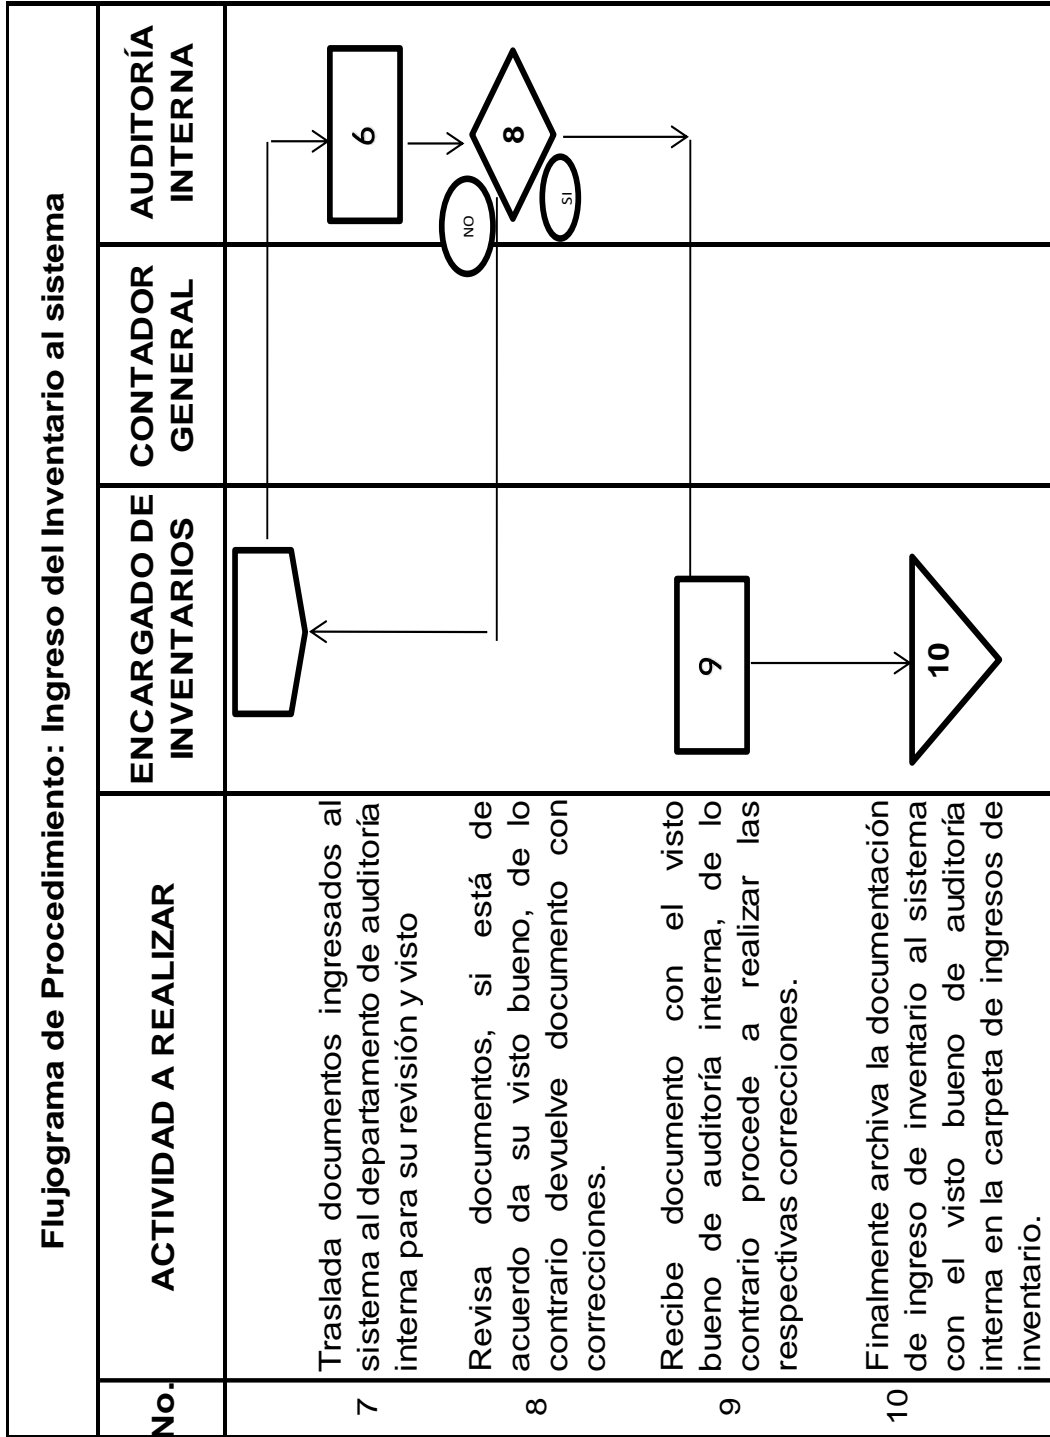 Flujograma de Procedimiento: Ingreso del Inventario al sistema
No.
ACTIVIDAD A REALIZAR
ENCARGADO DE
INVENTARIOS
CONTADOR
GENERAL
AUDITORÍA
INTERNA
7
Traslada documentos ingresados al
sistema al departamento de auditoría
interna para su revisión y visto
6
8
Revisa documentos, si está de
acuerdo da su visto bueno, de lo
contrario devuelve documento con
correcciones.
NO
8
SI
9
Recibe documento con el visto
bueno de auditoría interna, de lo
contrario procede a realizar las
respectivas correcciones.
9
10
Finalmente archiva la documentación
de ingreso de inventario al sistema
con el visto bueno de auditoría
interna en la carpeta de ingresos de
inventario.
10